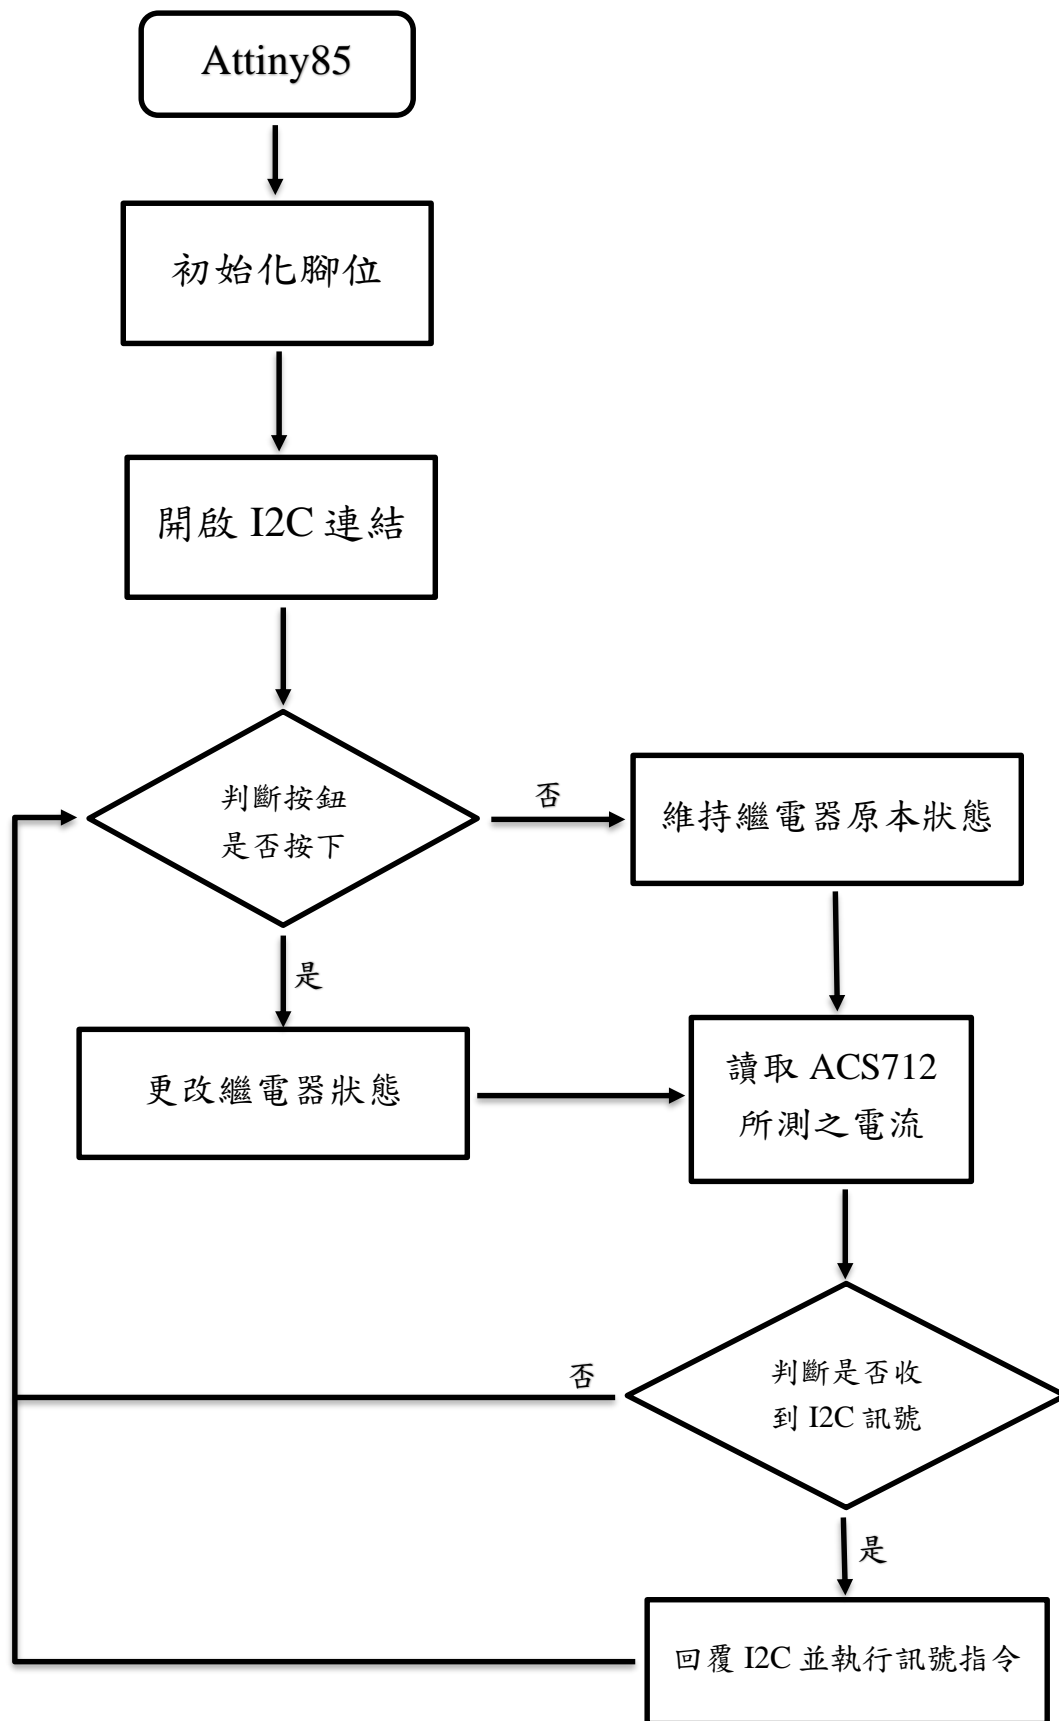 Attiny85
初始化腳位
開啟 I2C 連結
判斷按鈕
是否按下
否
維持繼電器原本狀態
是
更改繼電器狀態
讀取 ACS712
所測之電流
判斷是否收
到 I2C 訊號
否
是
回覆 I2C 並執行訊號指令